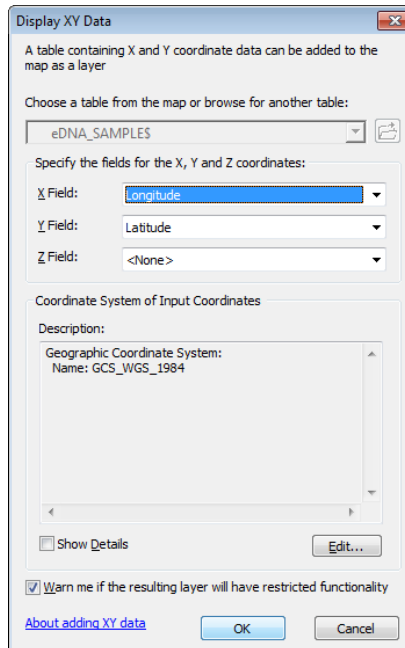 Display XY Data
A table containing X and Y coordinate data can be added to the
map as a layer
Choose a table from the map or browse for another table:
eDNA_SAMPLE$
Specify the fields for the X, Y and Z coordinates:
X Field: Longitude
Y Field: Latitude
Z Field: <None>
Coordinate System of Input Coordinates
Description:
Geographic Coordinate System:
Name: GCS_WGS_1984
Show Details Edit...
Warn me if the resulting layer will have restricted functionality
About adding XY data OK Cancel